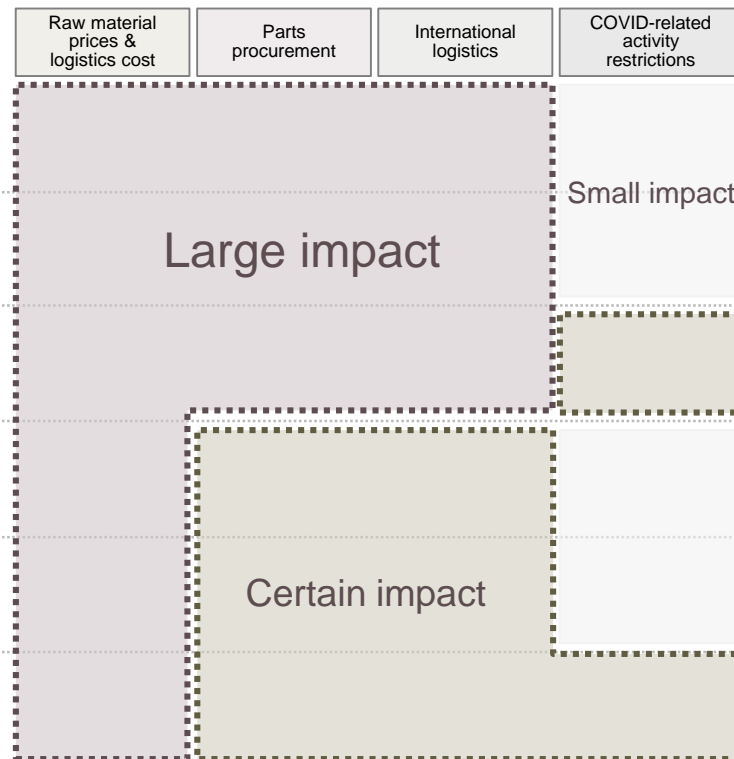 Raw material
prices &
logistics cost
Parts
procurement
International
logistics
COVID-related
activity
restrictions
Small impact
Large impact
Certain impact